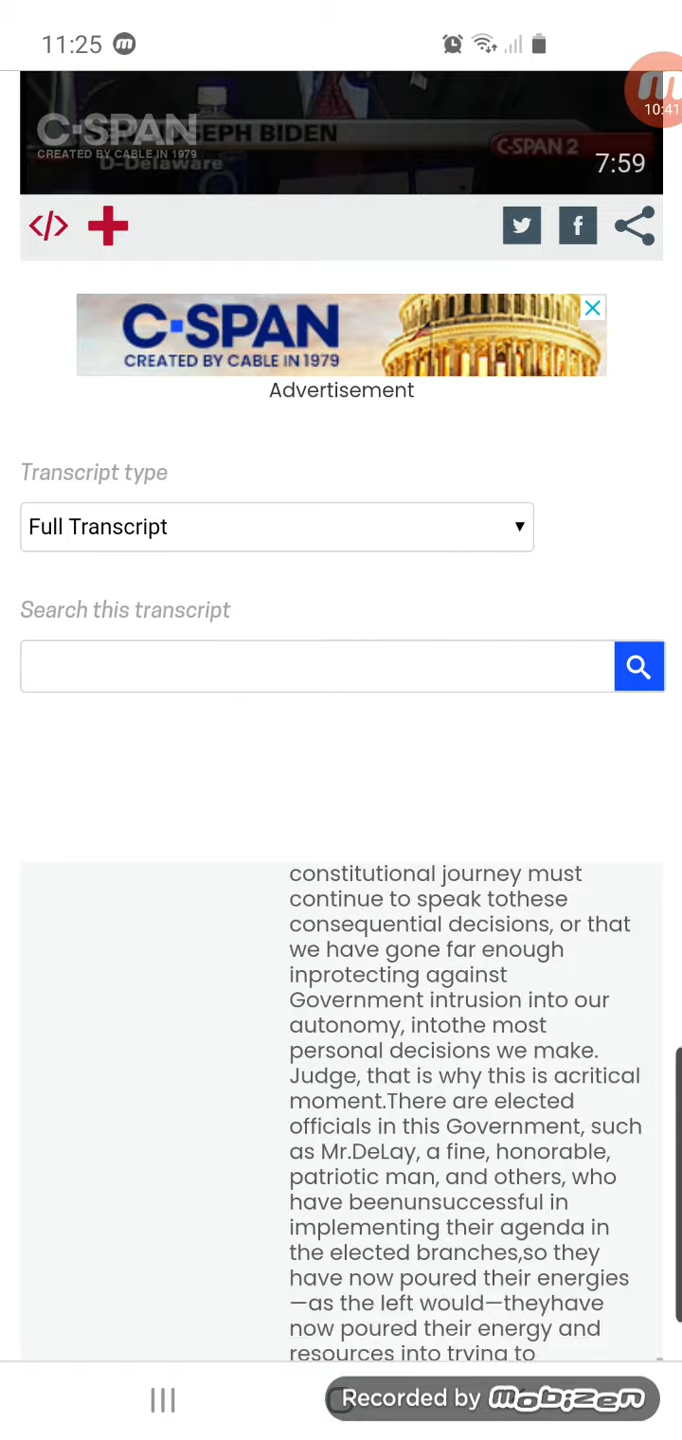 11:25
10:41
C-SPAN
CREATED BY CABLE IN 1979
SEPH BIDEN
D-Delaware
C-SPAN 2
7:59
C-SPAN
CREATED BY CABLE IN 1979
Advertisement
Transcript type
Full Transcript
Search this transcript
constitutional journey must
continue to speak tothese
consequential decisions, or that
we have gone far enough
inprotecting against
Government intrusion into our
autonomy, intothe most
personal decisions we make.
Judge, that is why this is acritical
moment.There are elected
officials in this Government, such
as Mr.DeLay, a fine, honorable,
patriotic man, and others, who
have beenunsuccessful in
implementing their agenda in
the elected branches,so they
have now poured their energies
—as the left would—theyhave
now poured their energy and
resources into trying to
Recorded by mobizen